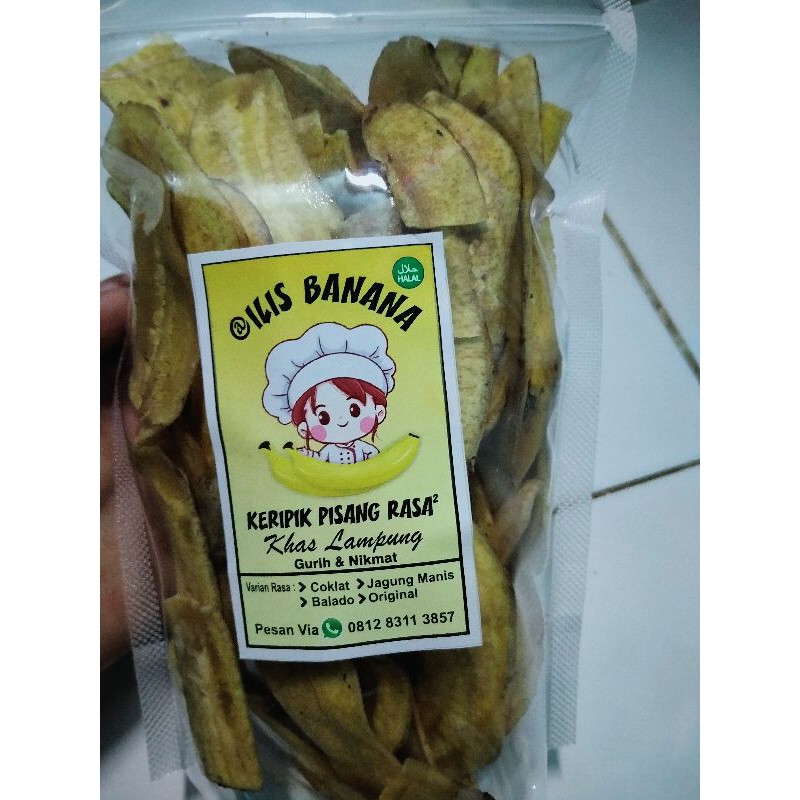 حلال
HALAL
@ILIS BANANA
KERIPIK PISANG RASA²
Khas Lampung
Gurih & Nikmat
Varian Rasa : > Coklat > Jagung Manis
> Balado > Original
Pesan Via 0812 8311 3857